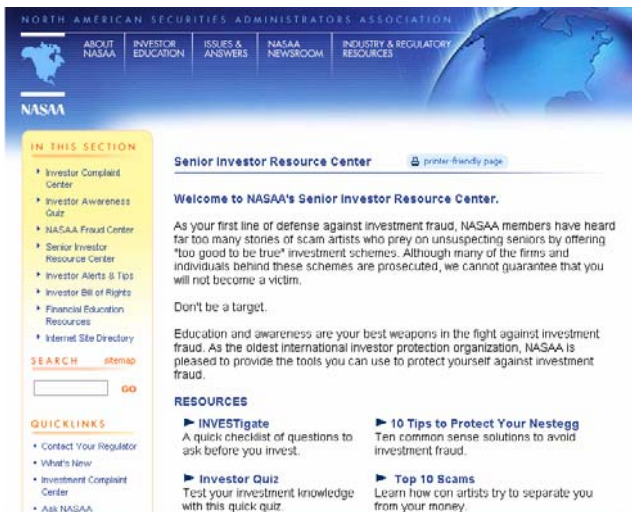 NORTH AMERICAN SECURITIES ADMINISTRATORS ASSOCIATION
ABOUT NASAA
INVESTOR EDUCATION
ISSUES & ANSWERS
NASAA NEWSROOM
INDUSTRY & REGULATORY RESOURCES
NASAA
IN THIS SECTION
Investor Complaint
Center
Investor Awareness
Quiz
NASAA Fraud Center
Senior Investor
Resource Center
Investor Alerts & Tips
Investor Bill of Rights
Financial Education
Resources
Internet Site Directory
SEARCH sitemap
GO
QUICKLINKS
Contact Your Regulator
What's New
Investment Complaint
Center
Ask NASAA
Senior Investor Resource Center printer-friendly page
Welcome to NASAA's Senior Investor Resource Center.
As your first line of defense against investment fraud, NASAA members have heard
far too many stories of scam artists who prey on unsuspecting seniors by offering
"too good to be true" investment schemes. Although many of the firms and
individuals behind these schemes are prosecuted, we cannot guarantee that you
will not become a victim.
Don't be a target.
Education and awareness are your best weapons in the fight against investment
fraud. As the oldest international investor protection organization, NASAA is
pleased to provide the tools you can use to protect yourself against investment
fraud.
RESOURCES
INVESTigate
A quick checklist of questions to
ask before you invest.
10 Tips to Protect Your Nestegg
Ten common sense solutions to avoid
investment fraud.
Investor Quiz
Test your investment knowledge
with this quick quiz.
Top 10 Scams
Learn how con artists try to separate you
from your money.